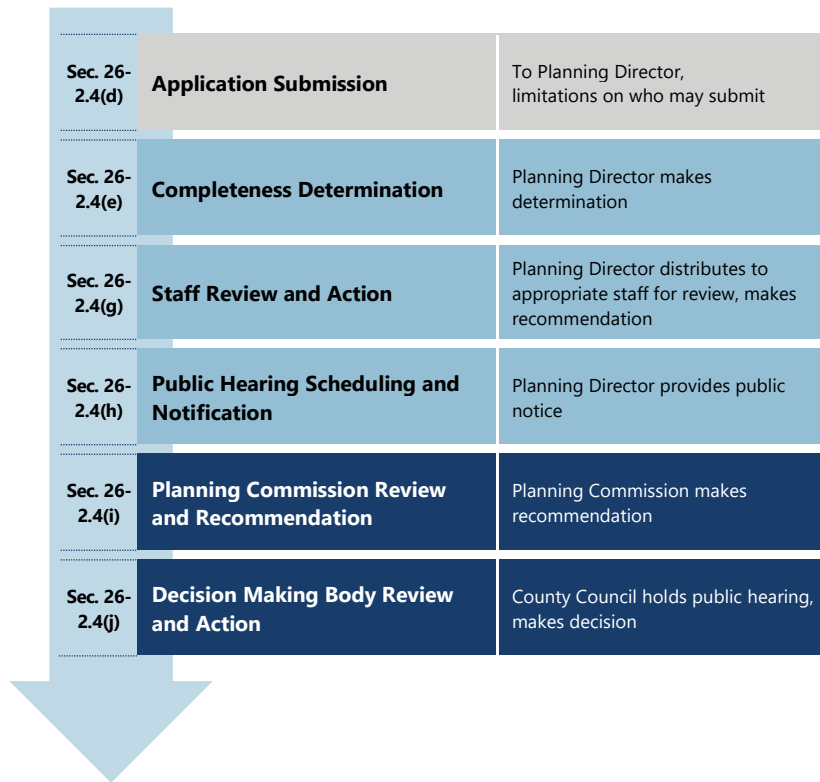 Sec. 26-
2.4(d)
Application Submission
To Planning Director,
limitations on who may submit
Sec. 26-
2.4(e)
Completeness Determination
Planning Director makes
determination
Sec. 26-
2.4(g)
Staff Review and Action
Planning Director distributes to
appropriate staff for review, makes
recommendation
Sec. 26-
2.4(h)
Public Hearing Scheduling and
Notification
Planning Director provides public
notice
Sec. 26-
2.4(i)
Planning Commission Review
and Recommendation
Planning Commission makes
recommendation
Sec. 26-
2.4(j)
Decision Making Body Review
and Action
County Council holds public hearing,
makes decision